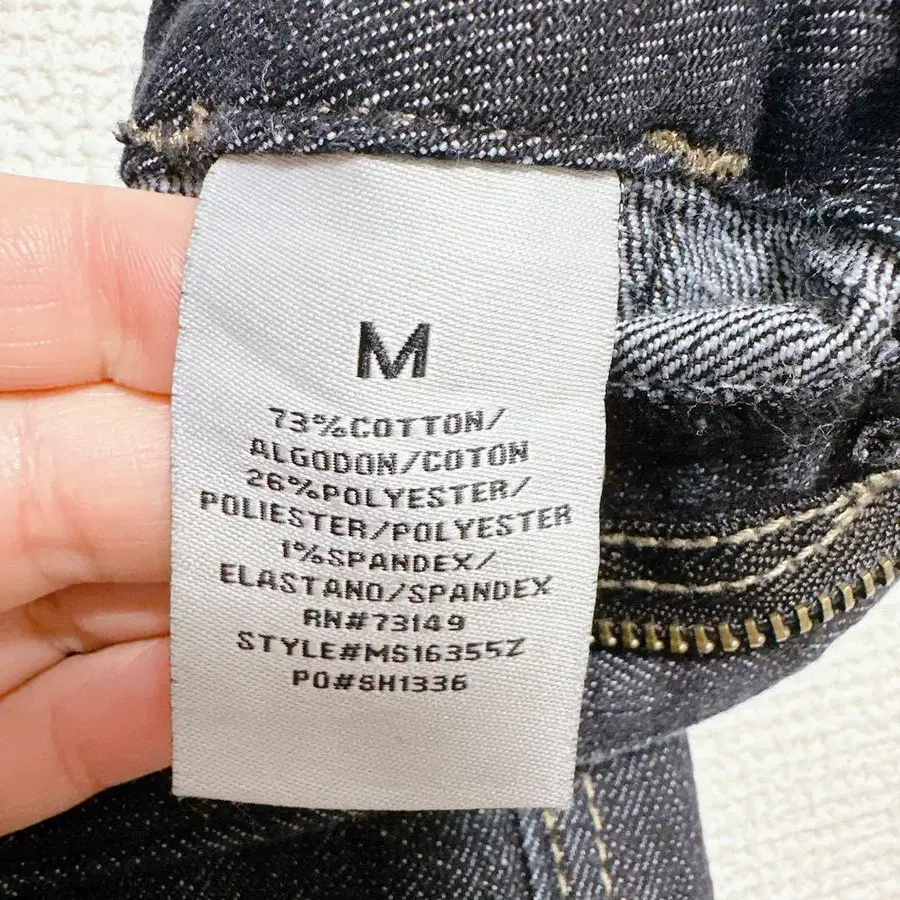 M
73%COTTON/
ALGODON/COTON
26%POLYESTER/
POLIESTER/POLYESTER
1%SPANDEX/
ELASTANO/SPANDEX
RN#73149
STYLE#MS16355Z
PO#SH1336